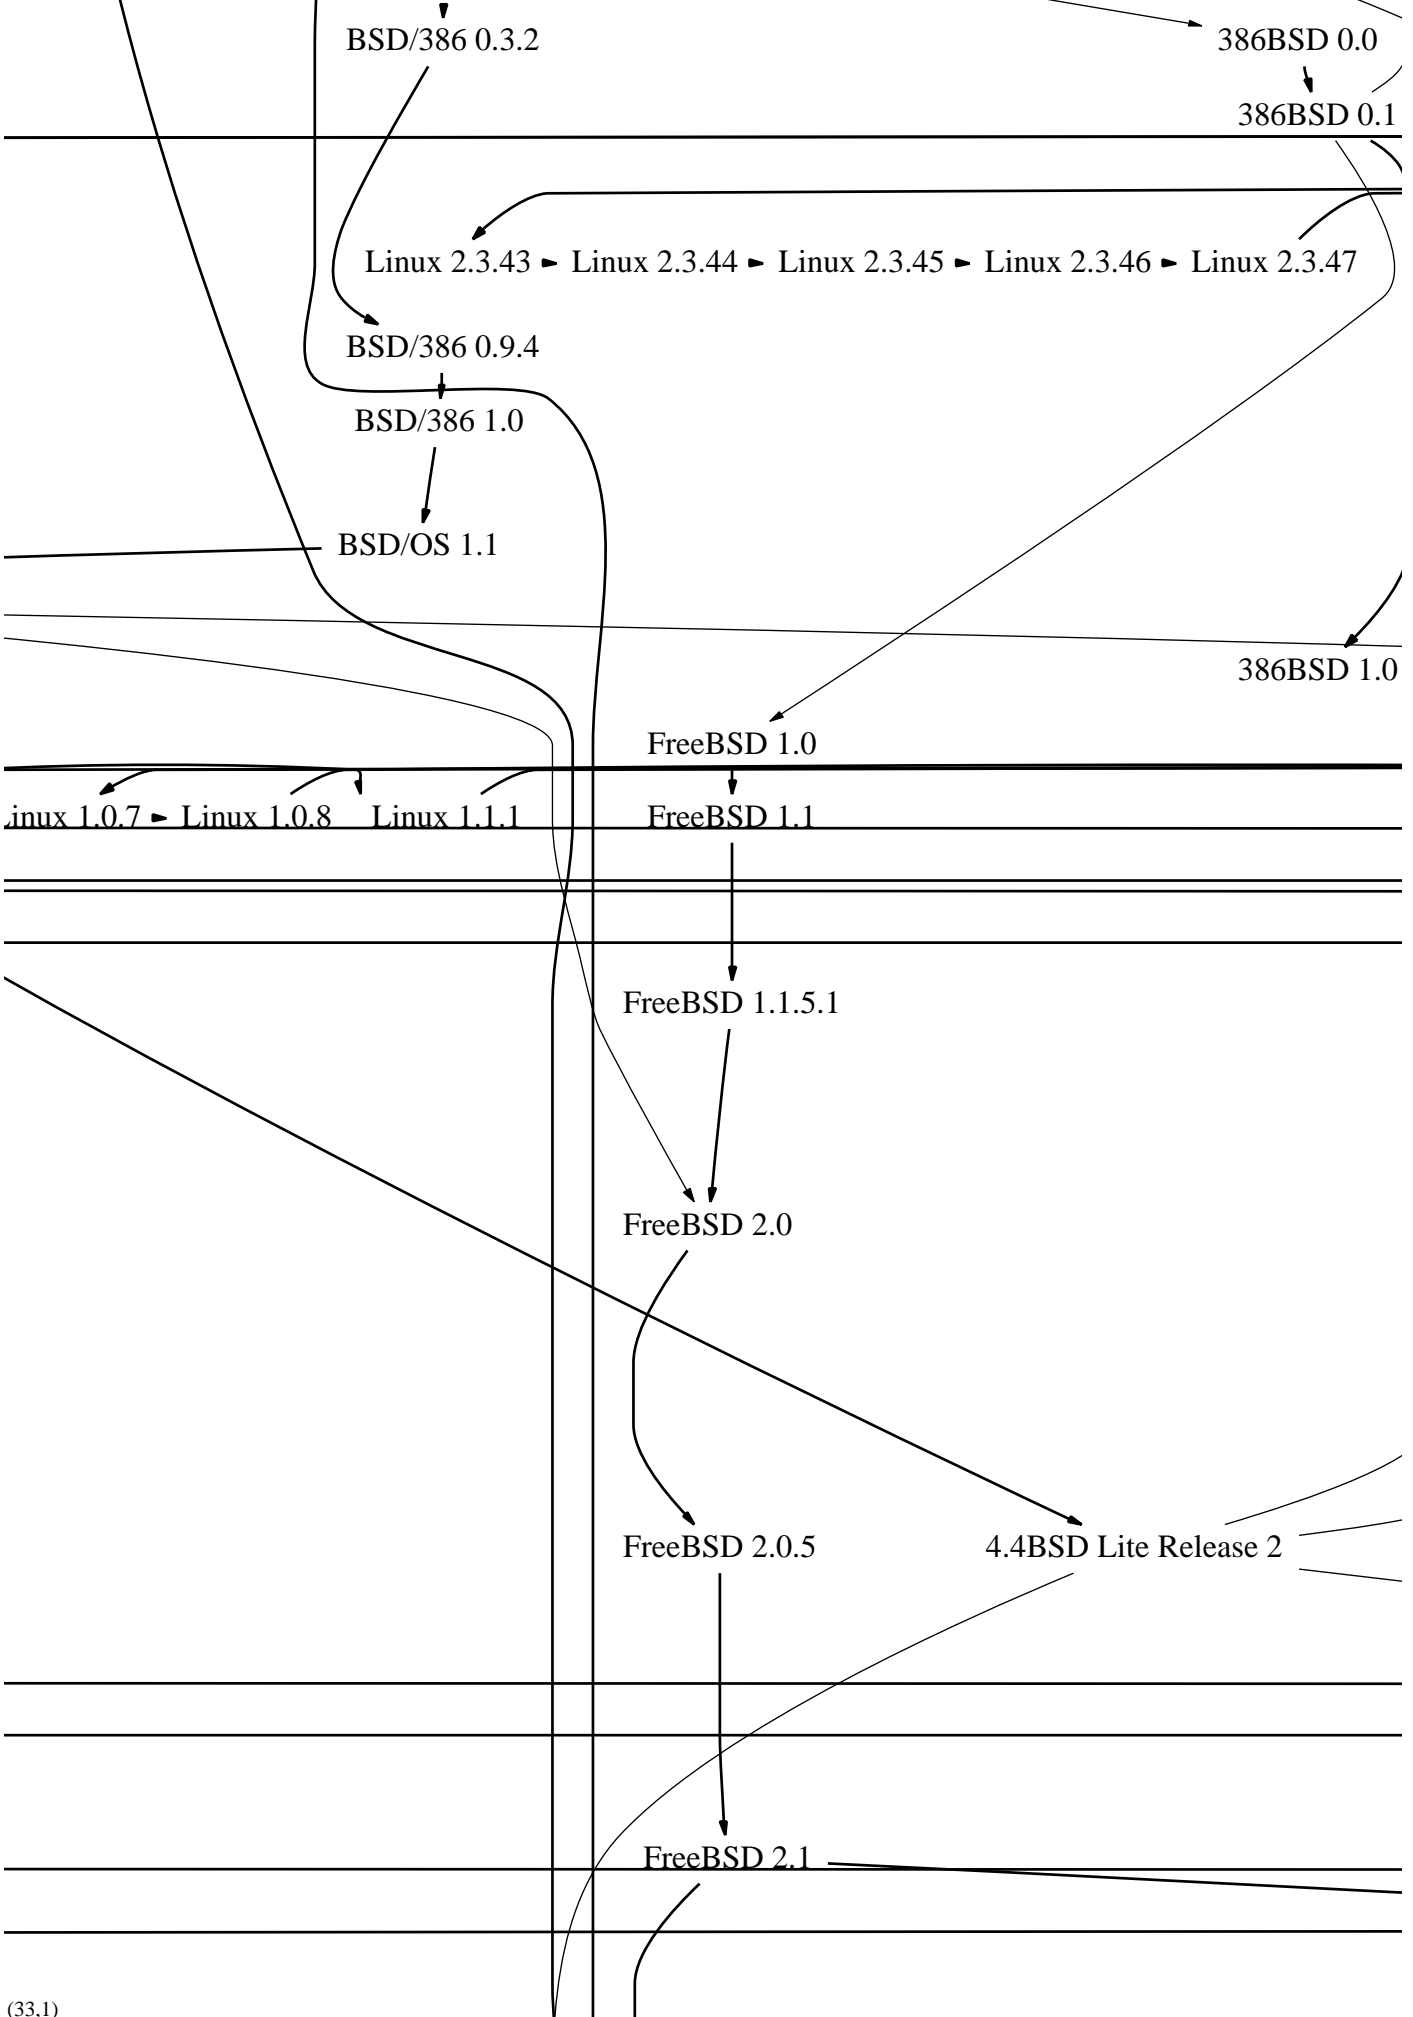 BSD/386 0.3.2
386BSD 0.0
386BSD 0.1
Linux 2.3.43 Linux 2.3.44 Linux 2.3.45 Linux 2.3.46 Linux 2.3.47
BSD/386 0.9.4
BSD/386 1.0
BSD/OS 1.1
386BSD 1.0
FreeBSD 1.0
inux 1.0.7 Linux 1.0.8 Linux 1.1.1 FreeBSD 1.1
FreeBSD 1.1.5.1
FreeBSD 2.0
FreeBSD 2.0.5 4.4BSD Lite Release 2
FreeBSD 2.1
(33,1)